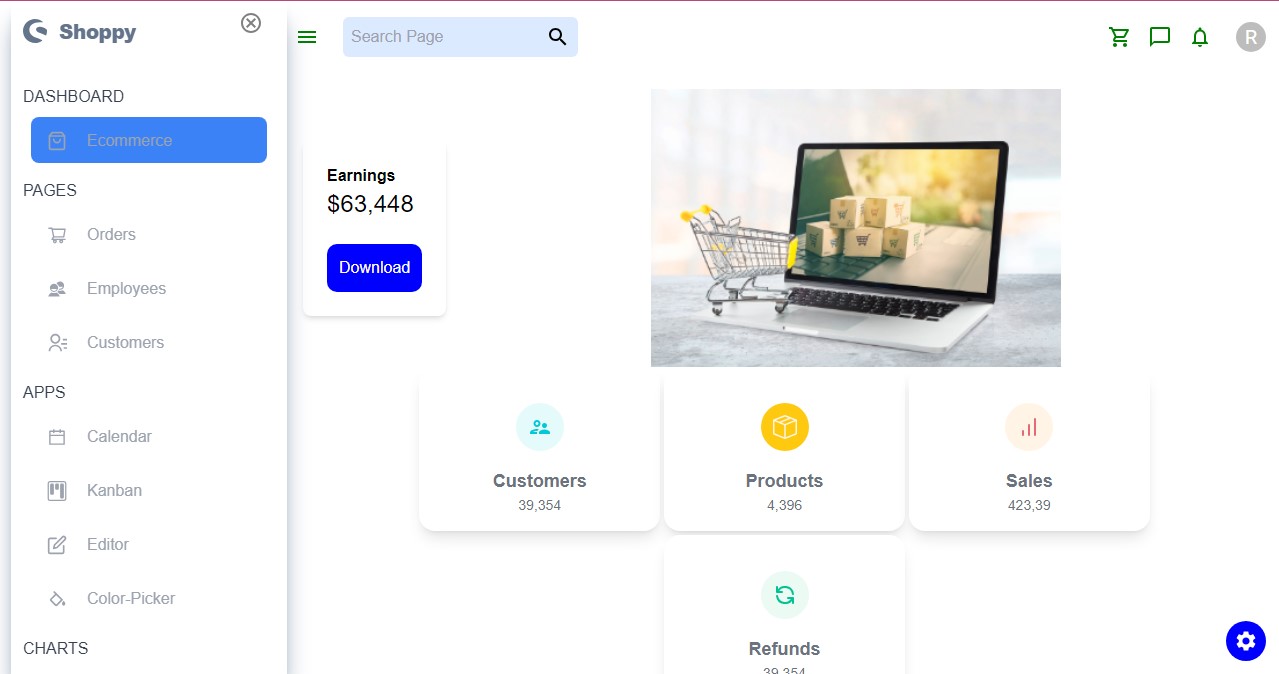 Shoppy
DASHBOARD
Ecommerce
PAGES
Orders
Employees
Customers
APPS
Calendar
Kanban
Editor
Color-Picker
CHARTS
Search Page
R
Earnings
$63,448
Download
Customers
39,354
Products
4,396
Sales
423,39
Refunds
39,354